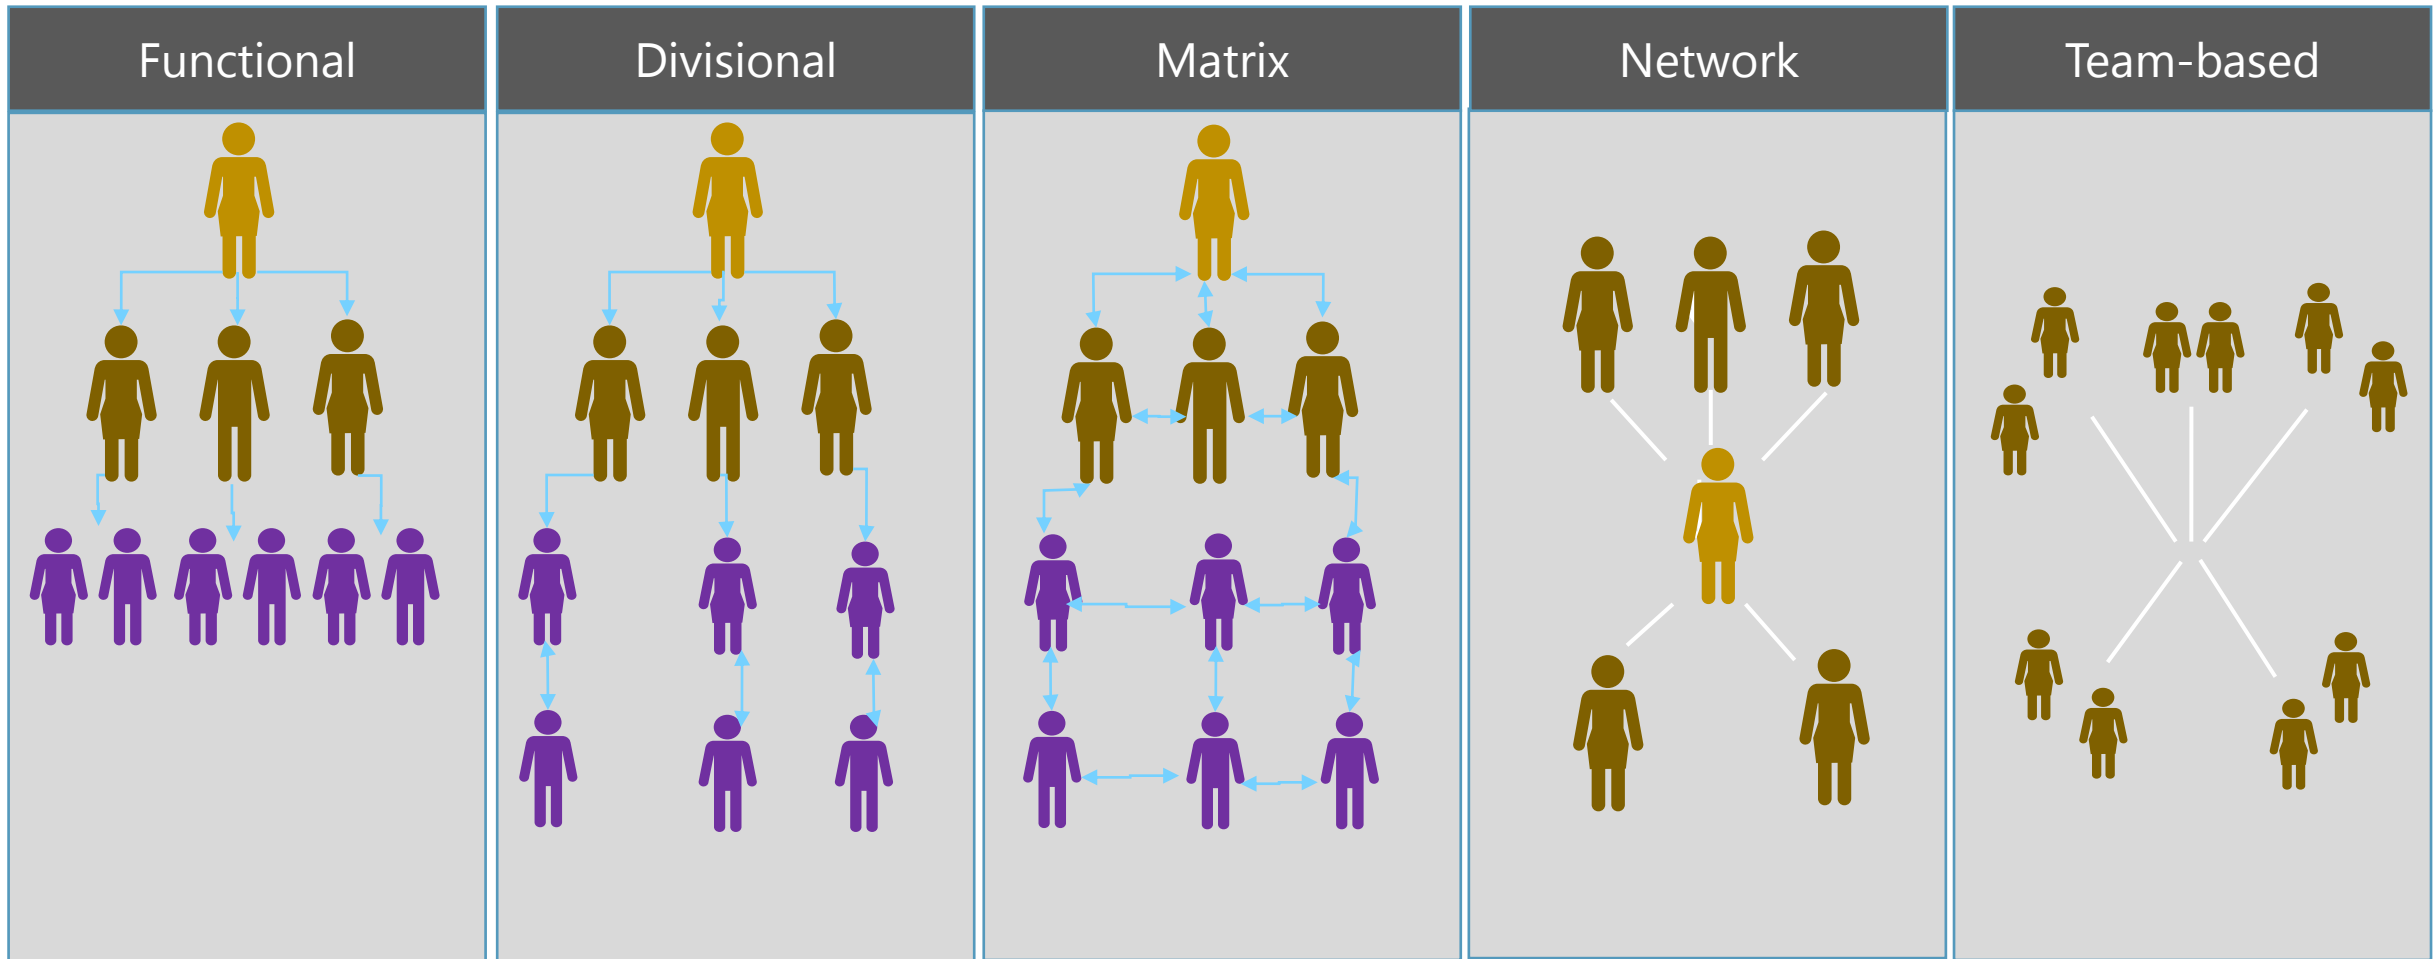 Functional
Divisional
Matrix
Network
Team-based